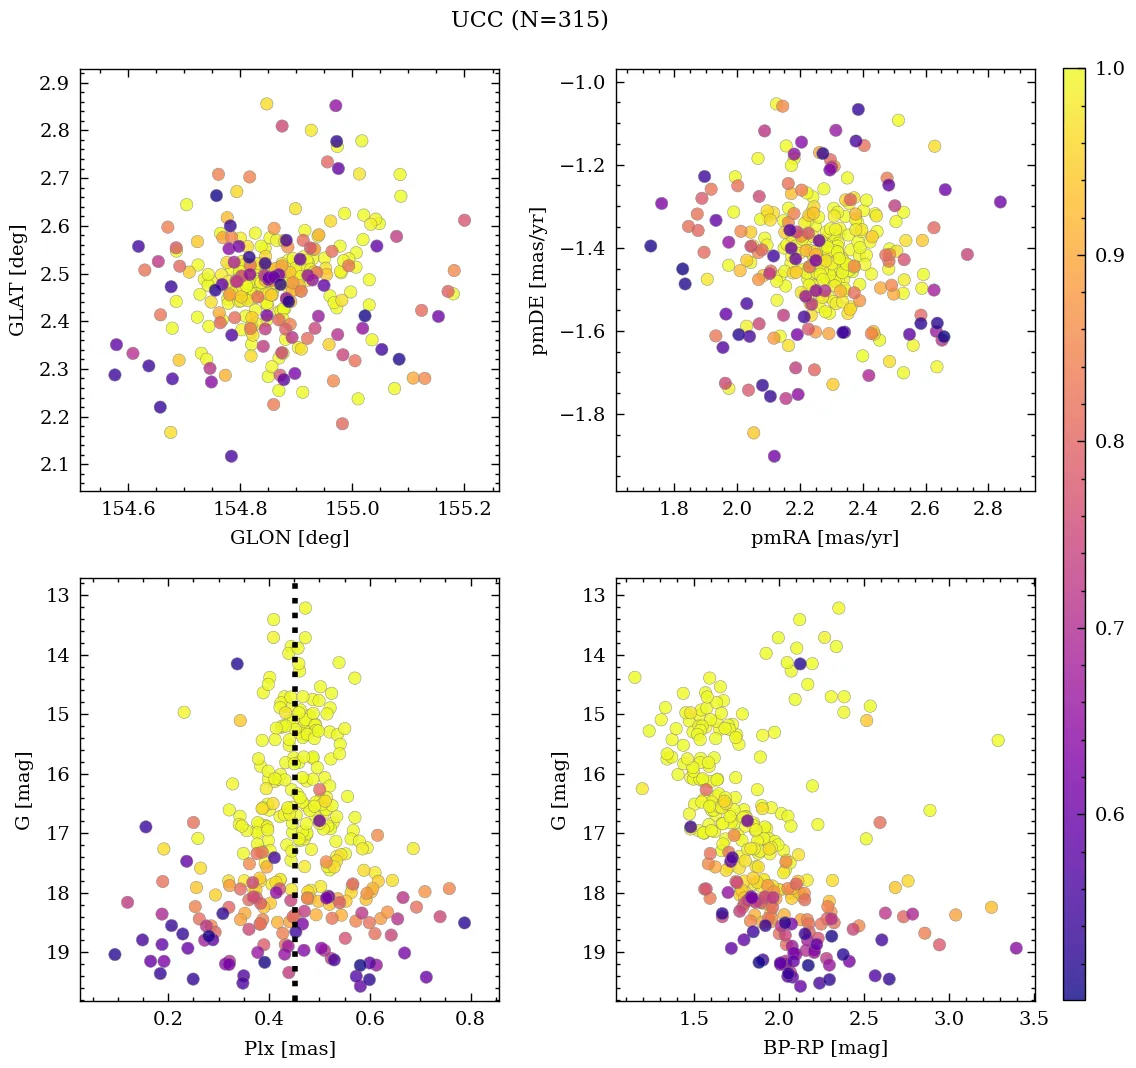 UCC (N=315)
2.9
2.8
2.7
2.6
2.5
2.4
2.3
2.2
2.1
GLAT [deg]
154.6 154.8 155.0 155.2
GLON [deg]
−1.0
−1.2
−1.4
−1.6
−1.8
pmDE [mas/yr]
1.8 2.0 2.2 2.4 2.6 2.8
pmRA [mas/yr]
13
14
15
16
17
18
19
G [mag]
0.2 0.4 0.6 0.8
Plx [mas]
13
14
15
16
17
18
19
G [mag]
1.5 2.0 2.5 3.0 3.5
BP-RP [mag]
1.0
0.9
0.8
0.7
0.6